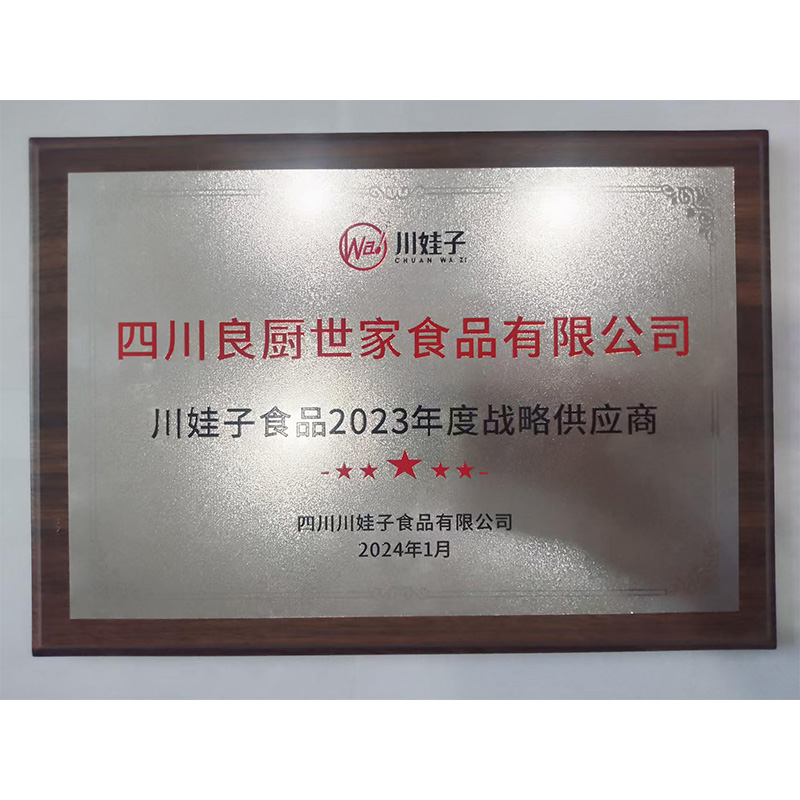 Wa! 川娃子
CHUAN WA ZI
四川良厨世家食品有限公司
川娃子食品2023年度战略供应商
四川川娃子食品有限公司
2024年1月